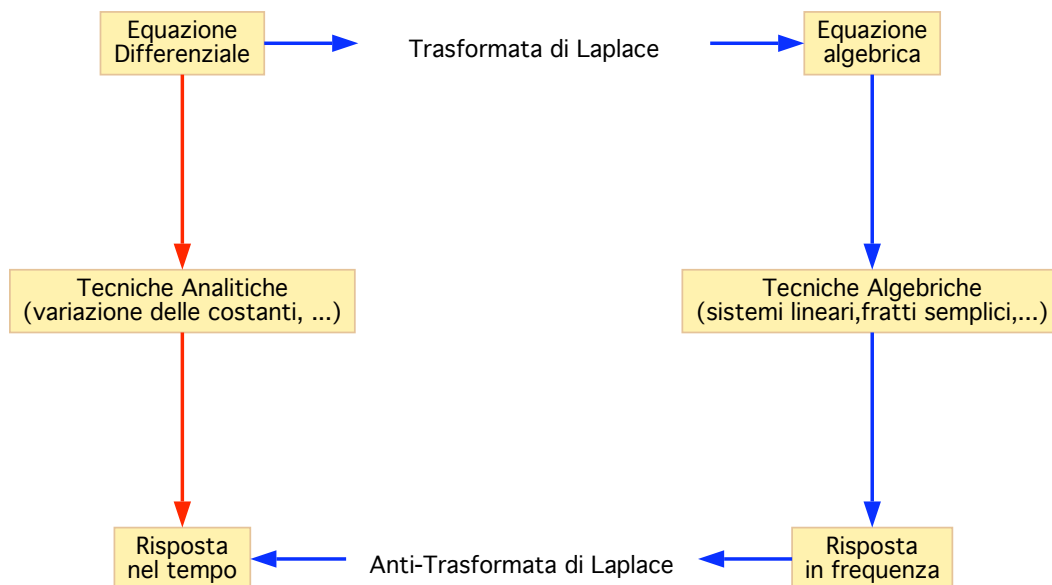 Equazione
Differenziale
Trasformata di Laplace
Equazione
algebrica
Tecniche Analitiche
(variazione delle costanti, ...)
Tecniche Algebriche
(sistemi lineari,fratti semplici,...)
Risposta
nel tempo
Anti-Trasformata di Laplace
Risposta
in frequenza